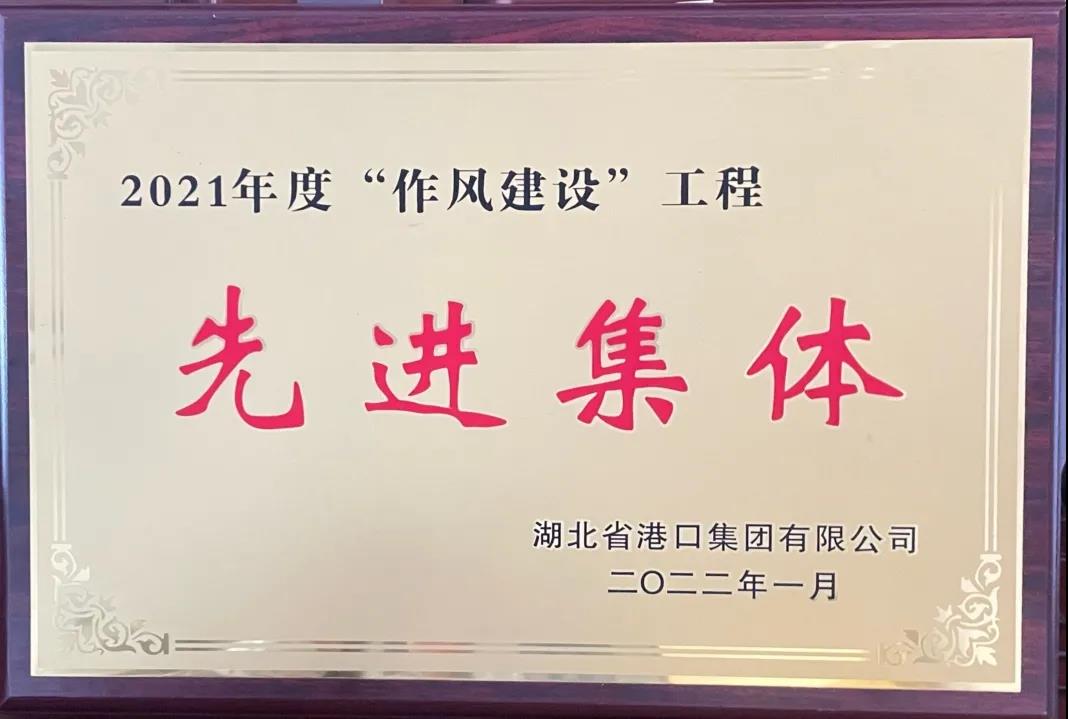 2021年度“作风建设”工程
先进集体
湖北省港口集团有限公司
二〇二二年一月